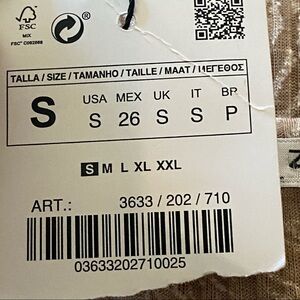 FSC
MIX
FSC® C092668
TALLA / SIZE / TAMANHO / TAILLE / MAAT / ΜΕΓΕΘΟΣ
S
USA MEX UK IT BR
S 26 S S P
S M L XL XXL
ART.: 3633 / 202 / 710
03633202710025